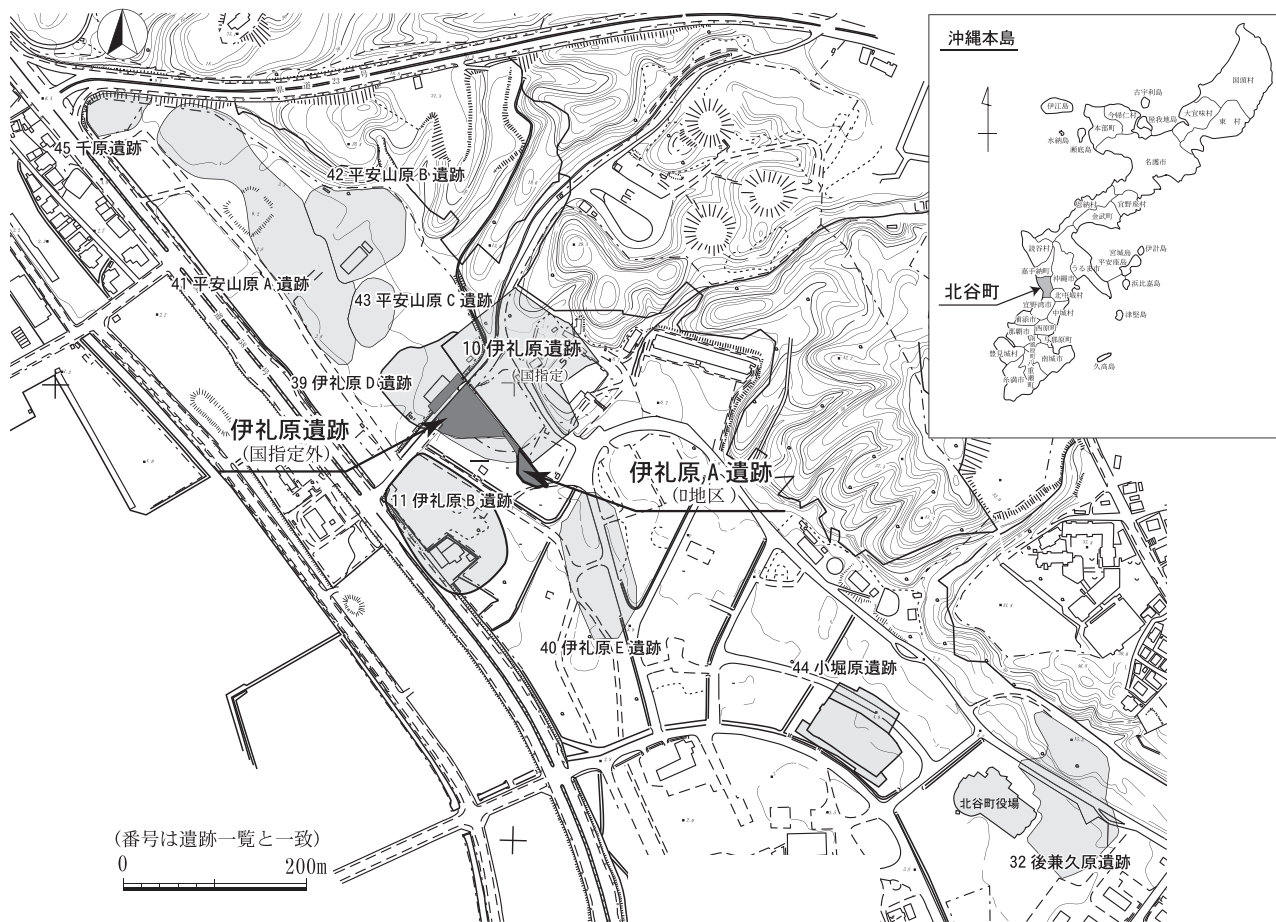 沖縄本島
国頭村
大宜味村
東 村
古宇利島
伊江島
今帰仁村
屋我地島
本部町
水納島
瀬底島
名護市
恩納村
宜野座村
金武町
読谷村
宮城島
伊計島
平安座島
嘉手納町
うるま市
沖縄市
浜比嘉島
北谷町
北中城村
宜野湾市
中城村
津堅島
浦添市
西原町
那覇市
与那原町
豊見城村
南城市
久高島
糸満市
県道23号
45 千原遺跡
42 平安山原 B 遺跡
41 平安山原 A 遺跡
43 平安山原 C 遺跡
10 伊礼原遺跡
(国指定)
39 伊礼原 D 遺跡
伊礼原遺跡
(国指定外)
伊礼原 A 遺跡
(ロ地区)
11 伊礼原 B 遺跡
40 伊礼原 E 遺跡
44 小堀原遺跡
北谷町役場
32 後兼久原遺跡
(番号は遺跡一覧と一致)
0 200m